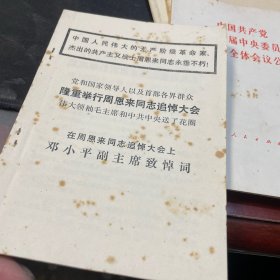 中国人民伟大的无产阶级革命家、
杰出的共产主义战士周恩来同志永垂不朽!
党和国家领导人以及首都各界群众
隆重举行周恩来同志追悼大会
伟大领袖毛主席和中共中央送了花圈
在周恩来同志追悼大会上
邓小平副主席致悼词
中国共产党
届中央委员
全体会议公
人民出